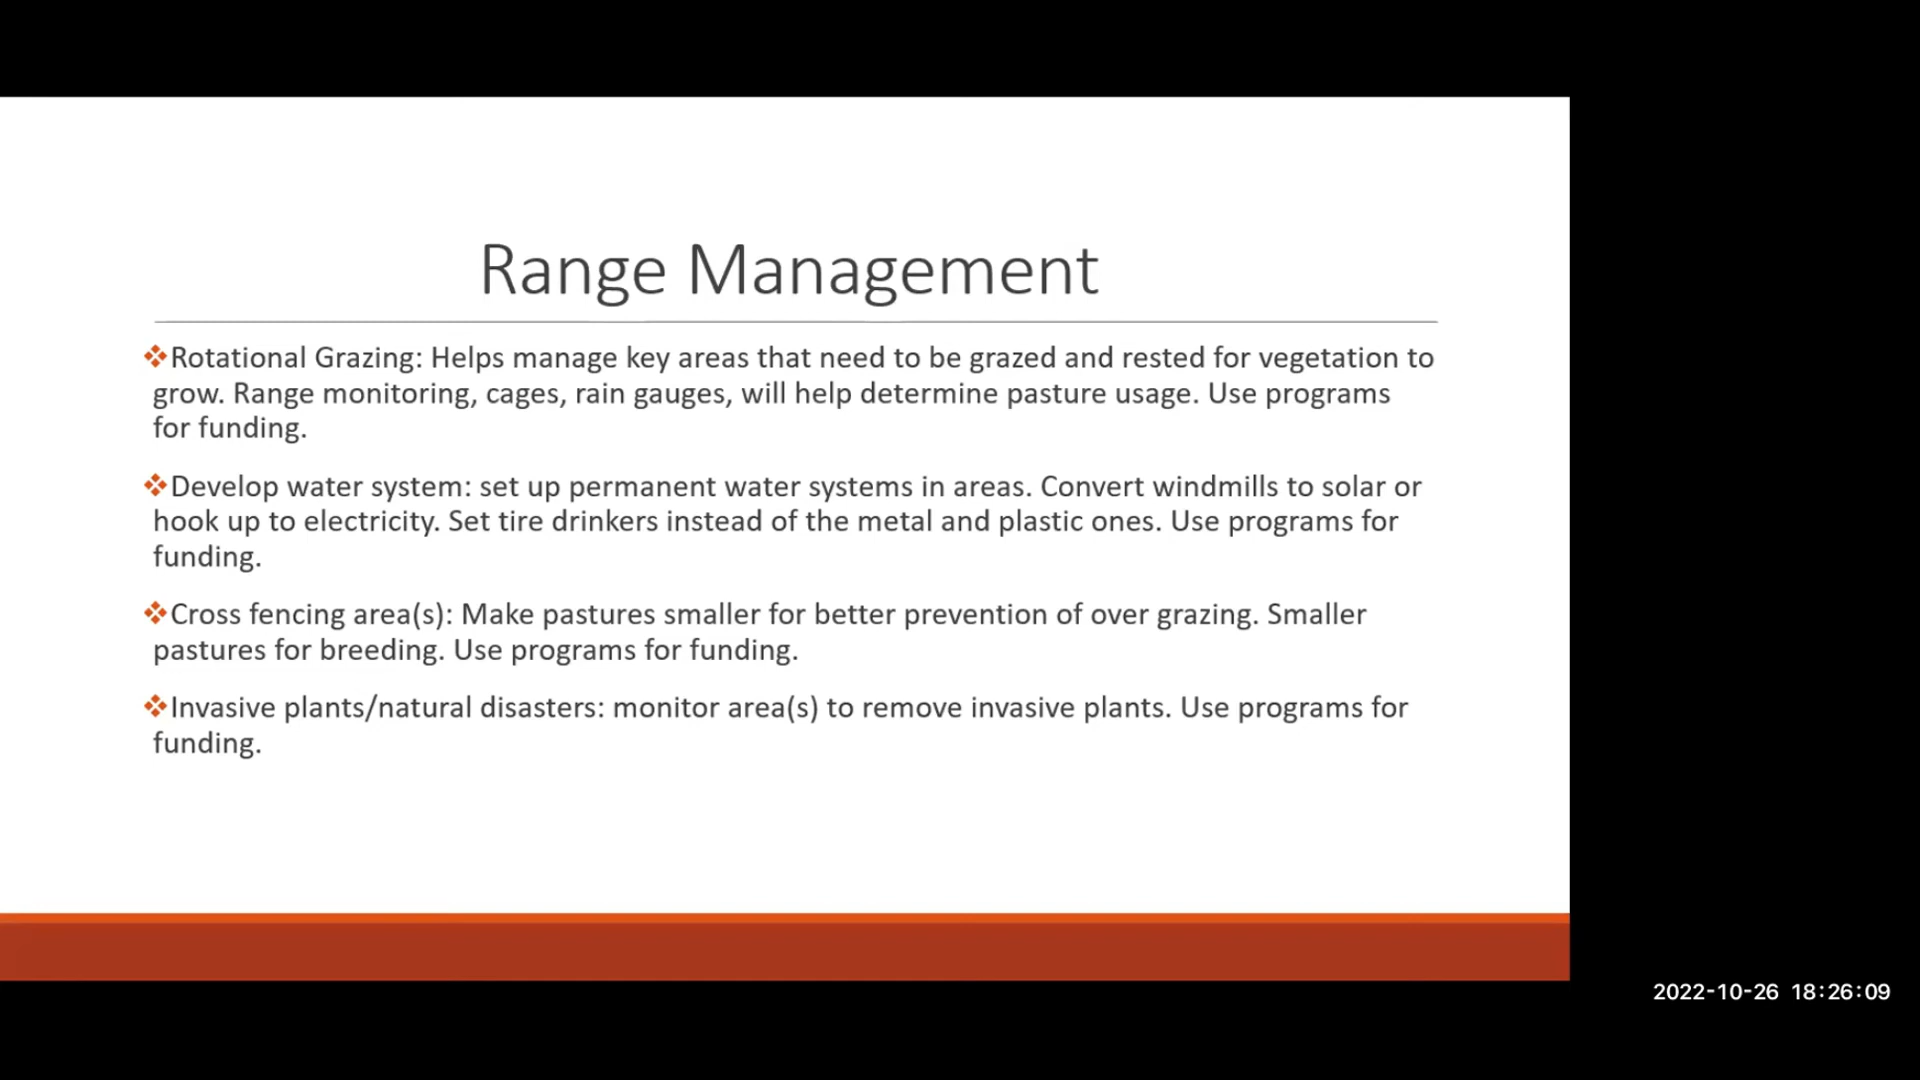 Range Management
❖Rotational Grazing: Helps manage key areas that need to be grazed and rested for vegetation to
grow. Range monitoring, cages, rain gauges, will help determine pasture usage. Use programs
for funding.
❖Develop water system: set up permanent water systems in areas. Convert windmills to solar or
hook up to electricity. Set tire drinkers instead of the metal and plastic ones. Use programs for
funding.
❖Cross fencing area(s): Make pastures smaller for better prevention of over grazing. Smaller
pastures for breeding. Use programs for funding.
❖Invasive plants/natural disasters: monitor area(s) to remove invasive plants. Use programs for
funding.
2022-10-26 18:26:09